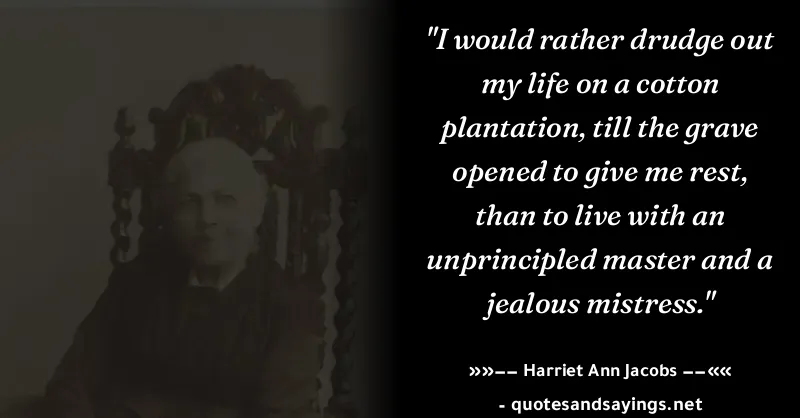 "I would rather drudge out
my life on a cotton
plantation, till the grave
opened to give me rest,
than to live with an
unprincipled master and a
jealous mistress."
»»–– Harriet Ann Jacobs ––««
- quotesandsayings.net